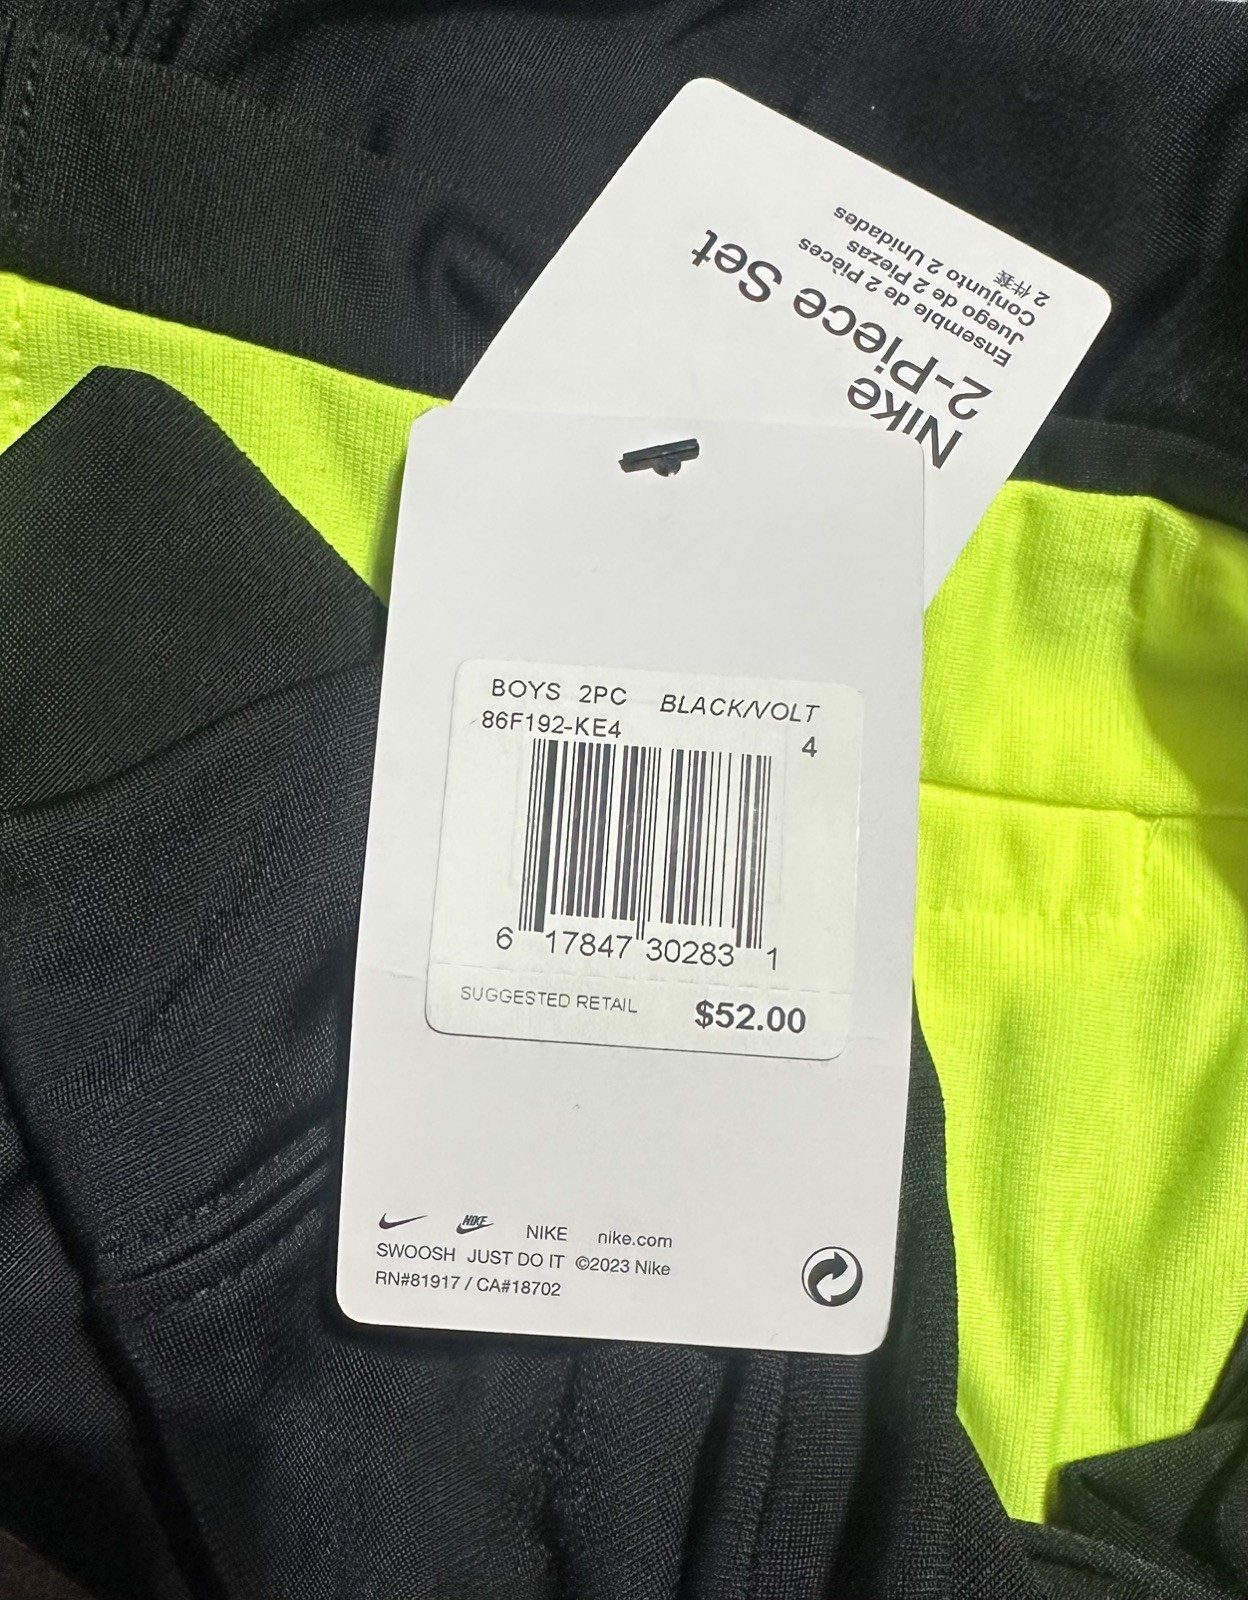 Nike
2-Piece Set
Ensemble de 2 Pièces
Juego de 2 Piezas
Conjunto 2 Unidades
2 件套
BOYS 2PC BLACK/VOLT
86F192-KE4 4
6 17847 30283 1
SUGGESTED RETAIL $52.00
NIKE NIKE nike.com
SWOOSH JUST DO IT ©2023 Nike
RN#81917 / CA#18702